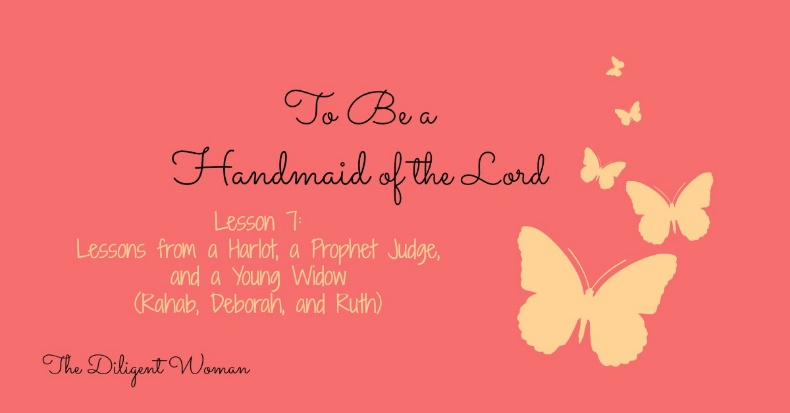 To Be a
Handmaid of the Lord
Lesson 7:
Lessons from a Harlot, a Prophet Judge,
and a Young Widow
(Rahab, Deborah, and Ruth)
The Diligent Woman